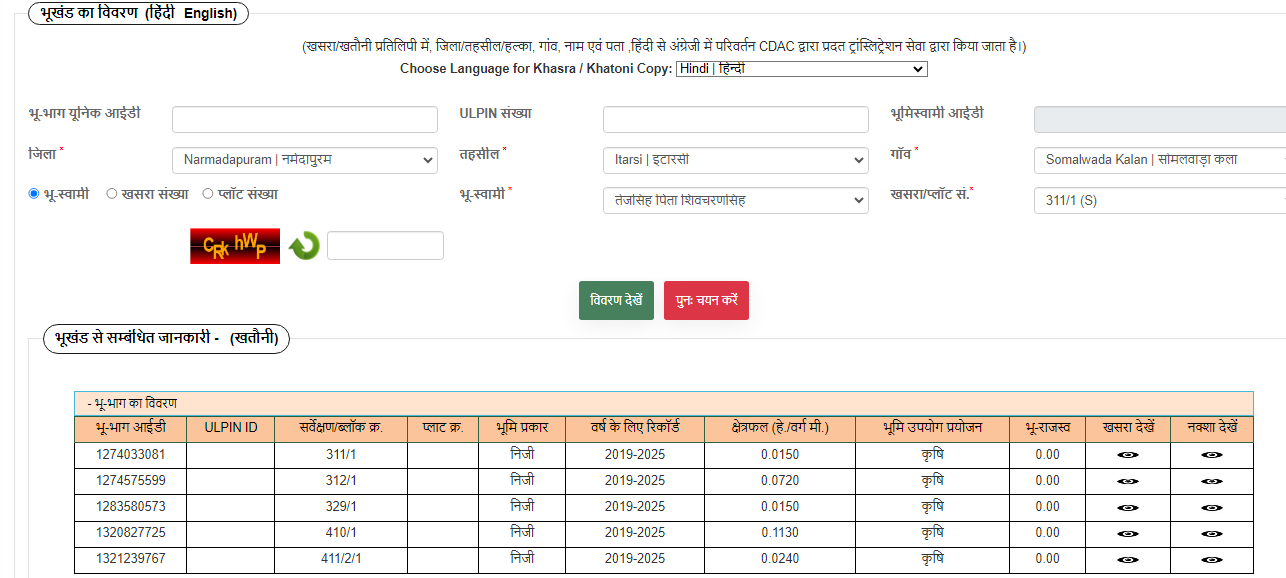 भूखंड का विवरण (हिंदी English)
(खसरा/खतौनी प्रतिलिपी में, जिला/तहसील/हल्का, गांव, नाम एवं पता ,हिंदी से अंग्रेजी में परिवर्तन CDAC द्वारा प्रदत ट्रांस्लिट्रेशन सेवा द्वारा किया जाता है।)
Choose Language for Khasra / Khatoni Copy: Hindi | हिन्दी
भू-भाग यूनिक आईडी ULPIN संख्या भूमिस्वामी आईडी
जिला * Narmadapuram | नर्मदापुरम तहसील * Itarsi | इटारसी गाँव * Somalwada Kalan | सोमलवाड़ा कला
भू-स्वामी खसरा संख्या प्लॉट संख्या भू-स्वामी * तेजसिंह पिता शिवचरणसिंह खसरा/प्लॉट सं.* 311/1 (S)
CRk hWP
विवरण देखें पुनः चयन करें
भूखंड से सम्बंधित जानकारी - (खतौनी)
- भू-भाग का विवरण
भू-भाग आईडी ULPIN ID सर्वेक्षण/ब्लॉक क्र. प्लाट क्र. भूमि प्रकार वर्ष के लिए रिकॉर्ड क्षेत्रफल (हे./वर्ग मी.) भूमि उपयोग प्रयोजन भू-राजस्व खसरा देखें नक्शा देखें
1274033081 311/1 निजी 2019-2025 0.0150 कृषि 0.00
1274575599 312/1 निजी 2019-2025 0.0720 कृषि 0.00
1283580573 329/1 निजी 2019-2025 0.0150 कृषि 0.00
1320827725 410/1 निजी 2019-2025 0.1130 कृषि 0.00
1321239767 411/2/1 निजी 2019-2025 0.0240 कृषि 0.00